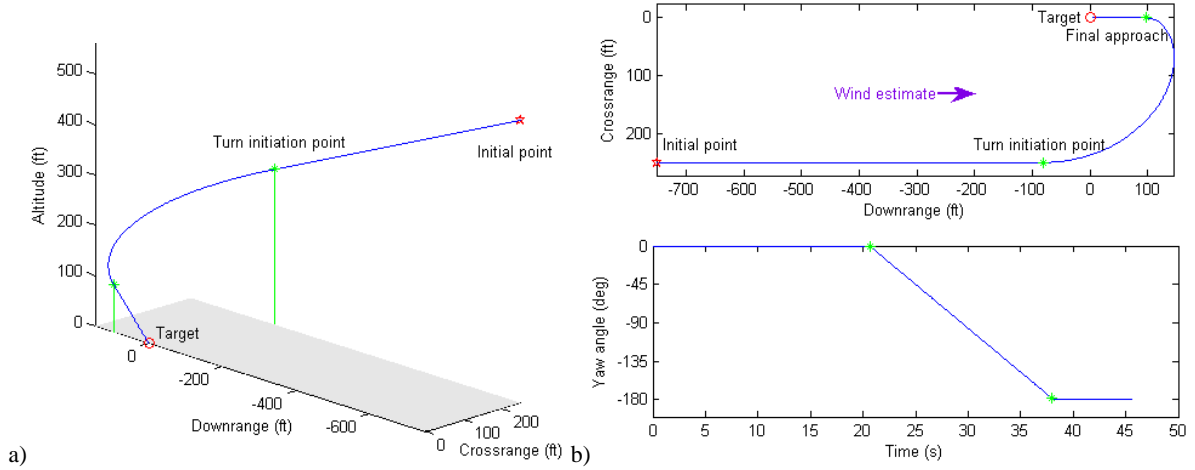 500
400
300
200
100
0
Altitude (ft)
Turn initiation point
Initial point
Target
0
-200
-400
-600
Downrange (ft)
0
100
200
Crossrange (ft)
a)
b)
0
100
200
Crossrange (ft)
Target
Final approach
Wind estimate
Initial point
Turn initiation point
-700
-600
-500
-400
-300
-200
-100
0
100
Downrange (ft)
0
-45
-90
-135
-180
Yaw angle (deg)
0
5
10
15
20
25
30
35
40
45
50
Time (s)